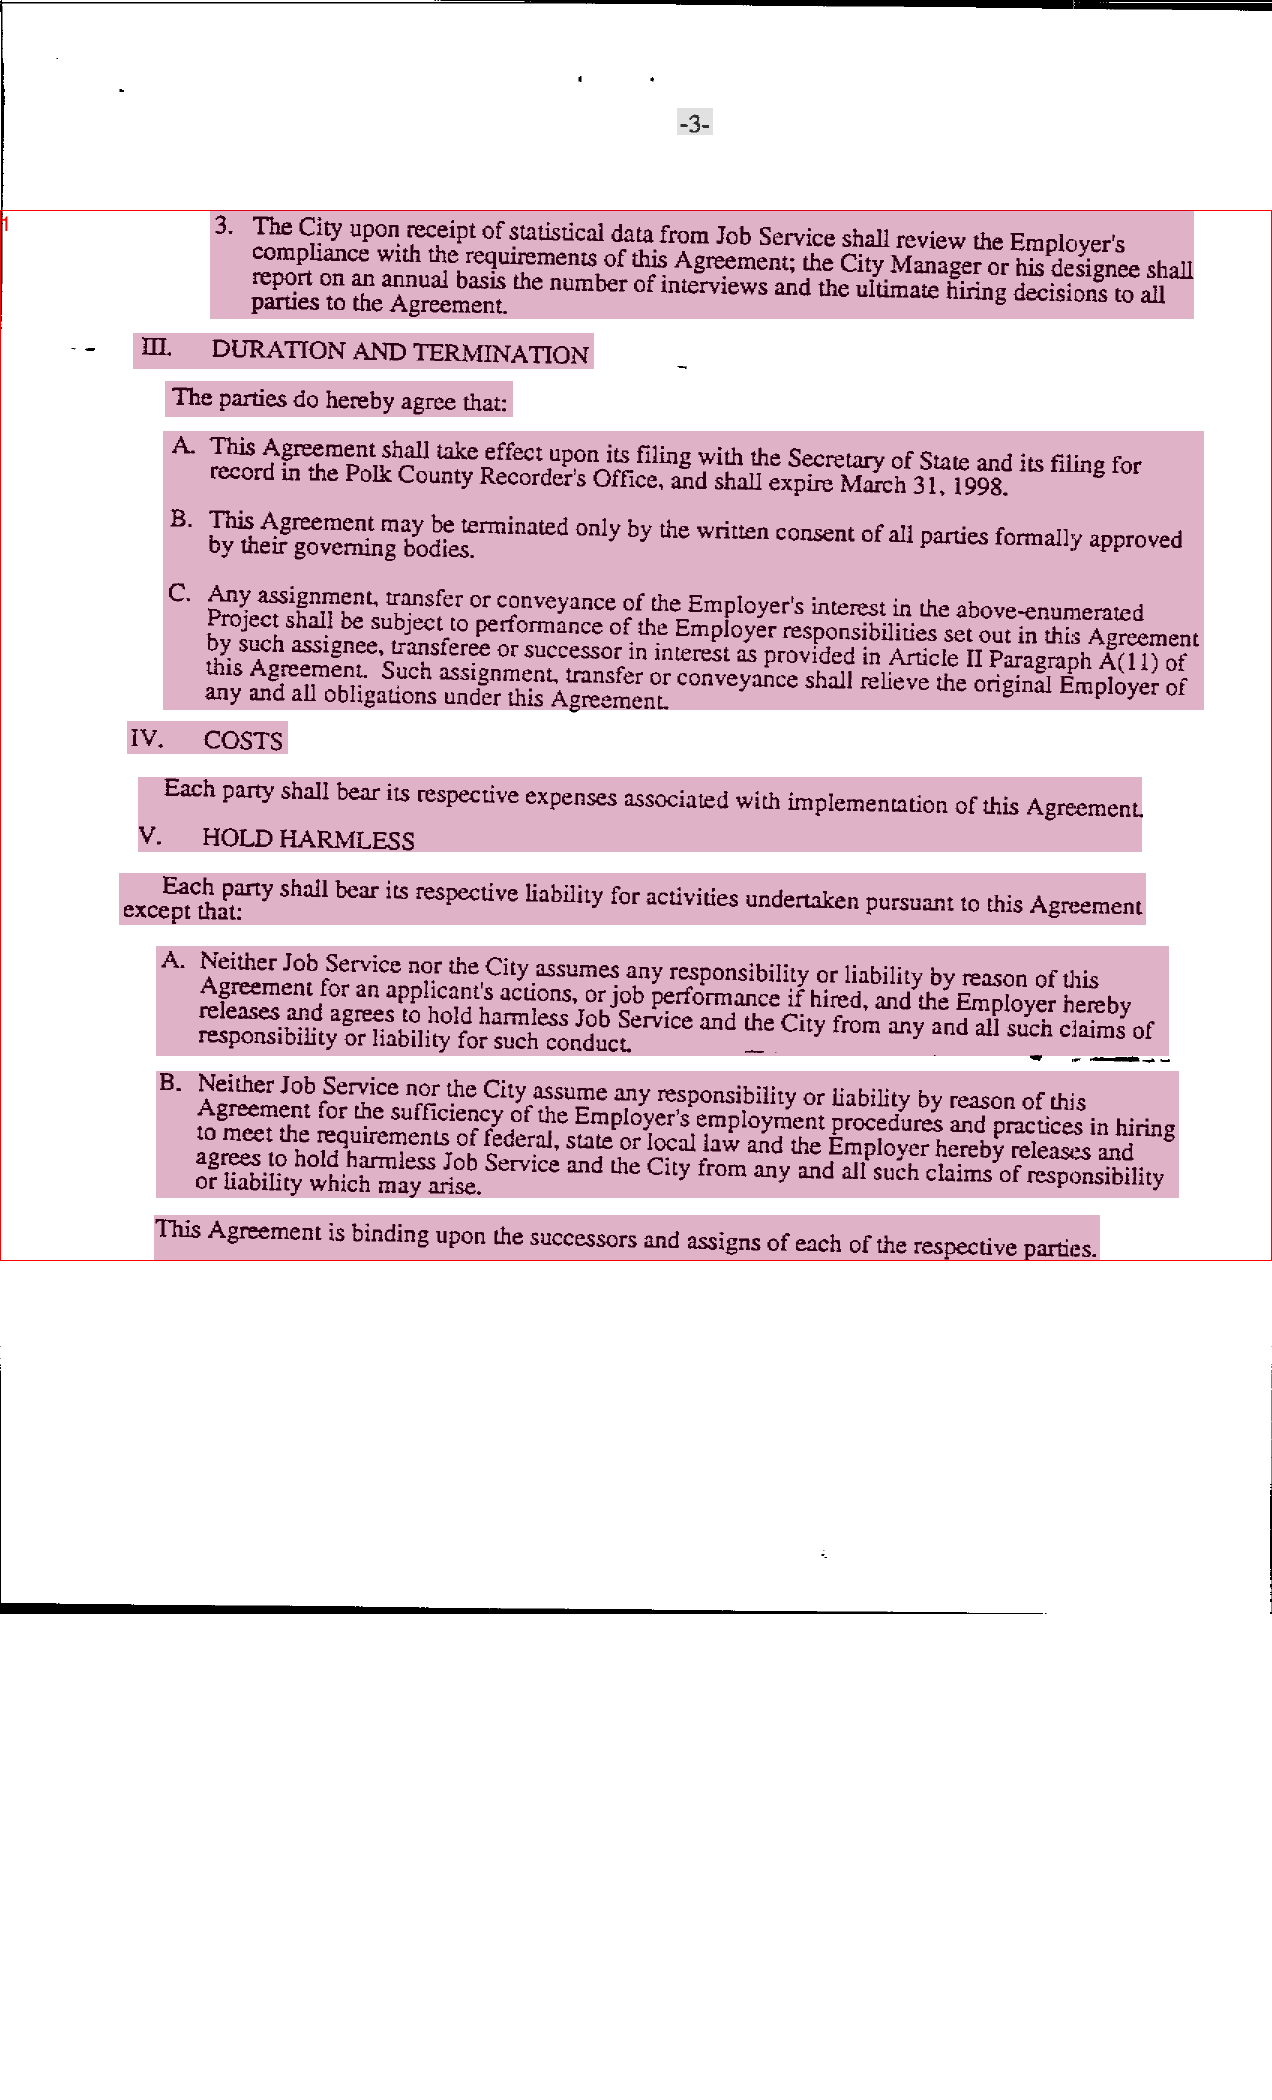 -3-
1
3. The City upon receipt of statistical data from Job Service shall review the Employer's
compliance with the requirements of this Agreement; the City Manager or his designee shall
report on an annual basis the number of interviews and the ultimate hiring decisions to all
parties to the Agreement.
III. DURATION AND TERMINATION
The parties do hereby agree that:
A. This Agreement shall take effect upon its filing with the Secretary of State and its filing for
record in the Polk County Recorder's Office, and shall expire March 31, 1998.
B. This Agreement may be terminated only by the written consent of all parties formally approved
by their governing bodies.
C. Any assignment, transfer or conveyance of the Employer's interest in the above-enumerated
Project shall be subject to performance of the Employer responsibilities set out in this Agreement
by such assignee, transferee or successor in interest as provided in Article II Paragraph A(11) of
this Agreement. Such assignment, transfer or conveyance shall relieve the original Employer of
any and all obligations under this Agreement.
IV. COSTS
Each party shall bear its respective expenses associated with implementation of this Agreement.
V. HOLD HARMLESS
Each party shall bear its respective liability for activities undertaken pursuant to this Agreement
except that:
A. Neither Job Service nor the City assumes any responsibility or liability by reason of this
Agreement for an applicant's actions, or job performance if hired, and the Employer hereby
releases and agrees to hold harmless Job Service and the City from any and all such claims of
responsibility or liability for such conduct.
B. Neither Job Service nor the City assume any responsibility or liability by reason of this
Agreement for the sufficiency of the Employer's employment procedures and practices in hiring
to meet the requirements of federal, state or local law and the Employer hereby releases and
agrees to hold harmless Job Service and the City from any and all such claims of responsibility
or liability which may arise.
This Agreement is binding upon the successors and assigns of each of the respective parties.